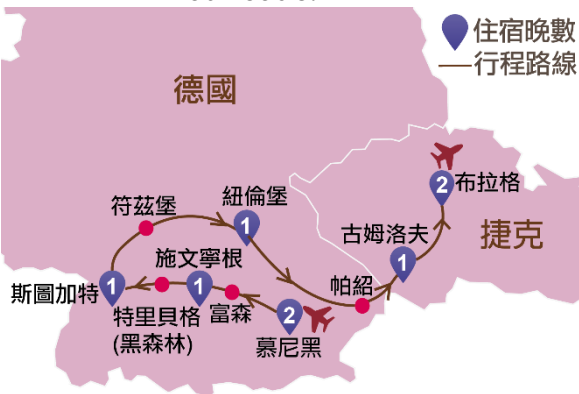 住宿晚數
行程路線
德國
符茲堡
紐倫堡
1
2
布拉格
古姆洛夫
捷克
施文寧根
1
斯圖加特
1
1
帕紹
特里貝格
(黑森林)
富森
2
慕尼黑